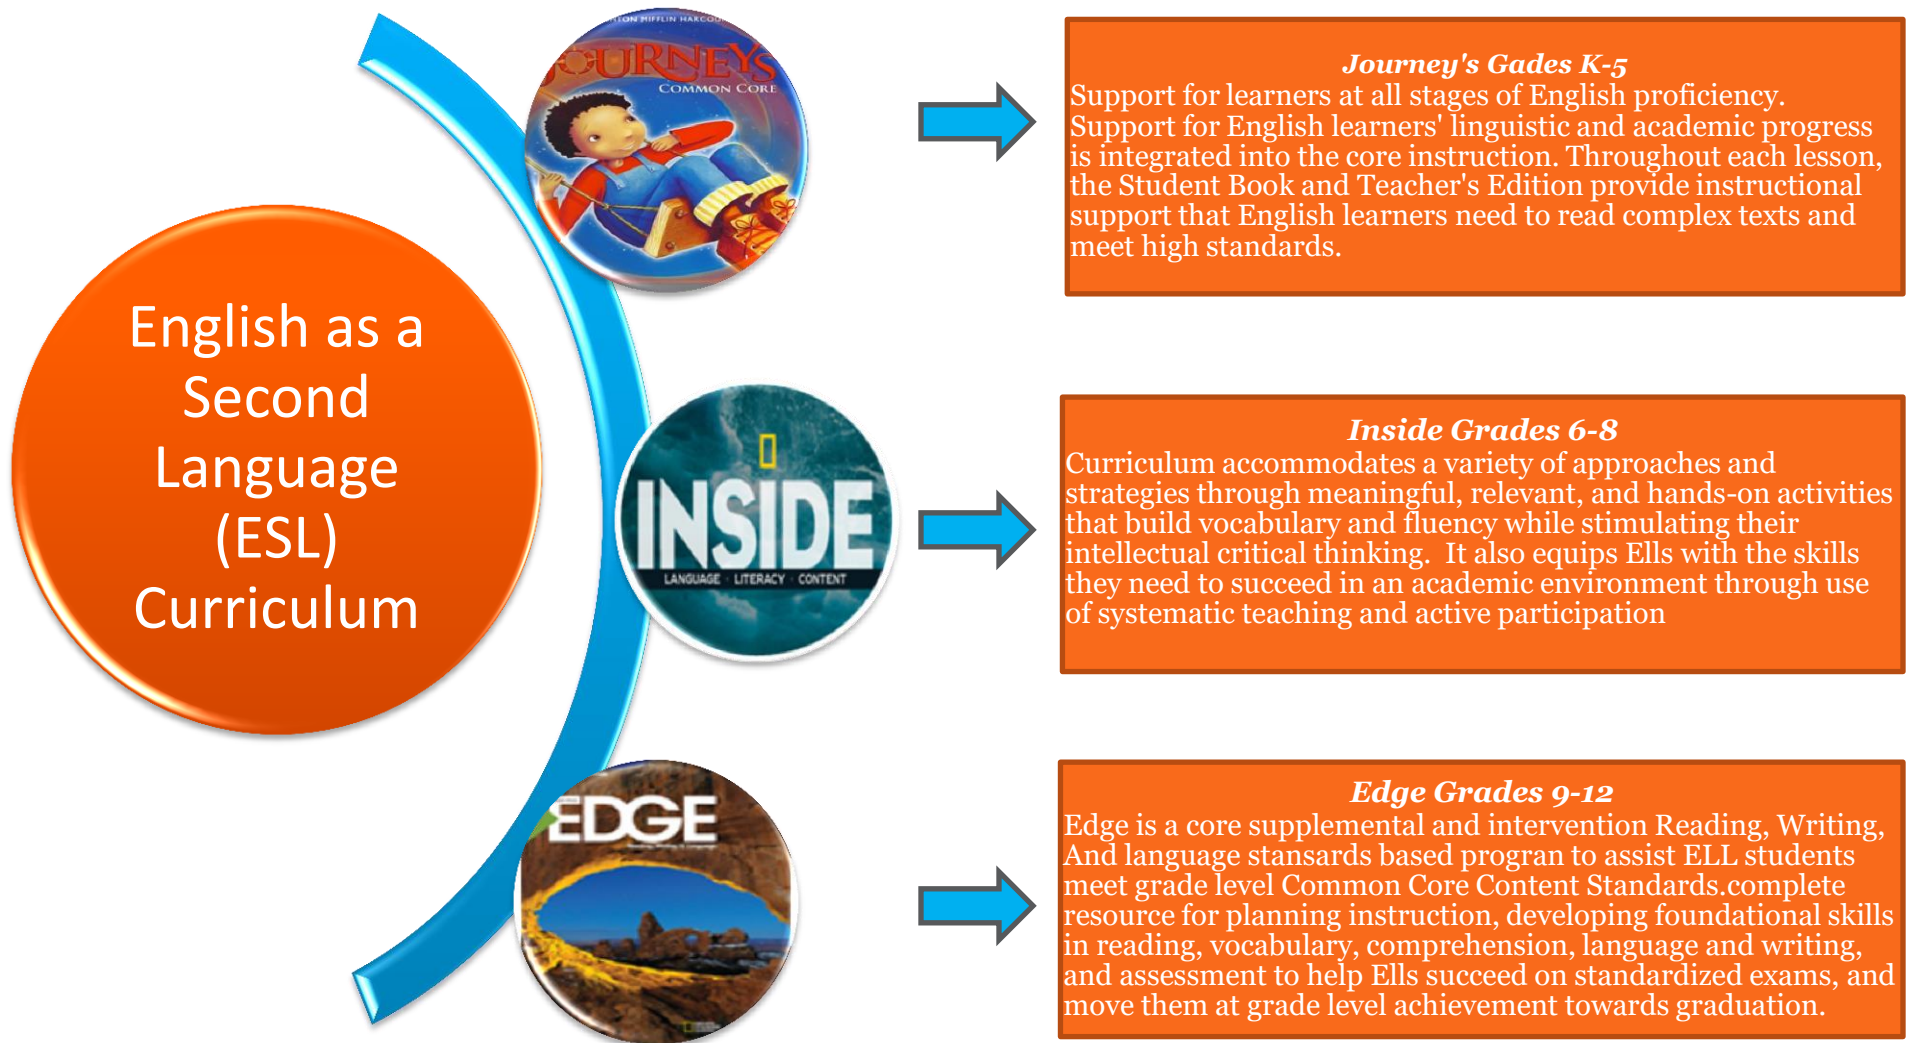 English as a
Second
Language
(ESL)
Curriculum
HOUGHTON MIFFLIN HARCOURT
JOURNEYS
COMMON CORE
Journey's Gades K-5
Support for learners at all stages of English proficiency.
Support for English learners' linguistic and academic progress
is integrated into the core instruction. Throughout each lesson,
the Student Book and Teacher's Edition provide instructional
support that English learners need to read complex texts and
meet high standards.
INSIDE
LANGUAGE · LITERACY · CONTENT
Inside Grades 6-8
Curriculum accommodates a variety of approaches and
strategies through meaningful, relevant, and hands-on activities
that build vocabulary and fluency while stimulating their
intellectual critical thinking.  It also equips Ells with the skills
they need to succeed in an academic environment through use
of systematic teaching and active participation
EDGE
Edge Grades 9-12
Edge is a core supplemental and intervention Reading, Writing,
And language stansards based progran to assist ELL students
meet grade level Common Core Content Standards.complete
resource for planning instruction, developing foundational skills
in reading, vocabulary, comprehension, language and writing,
and assessment to help Ells succeed on standardized exams, and
move them at grade level achievement towards graduation.